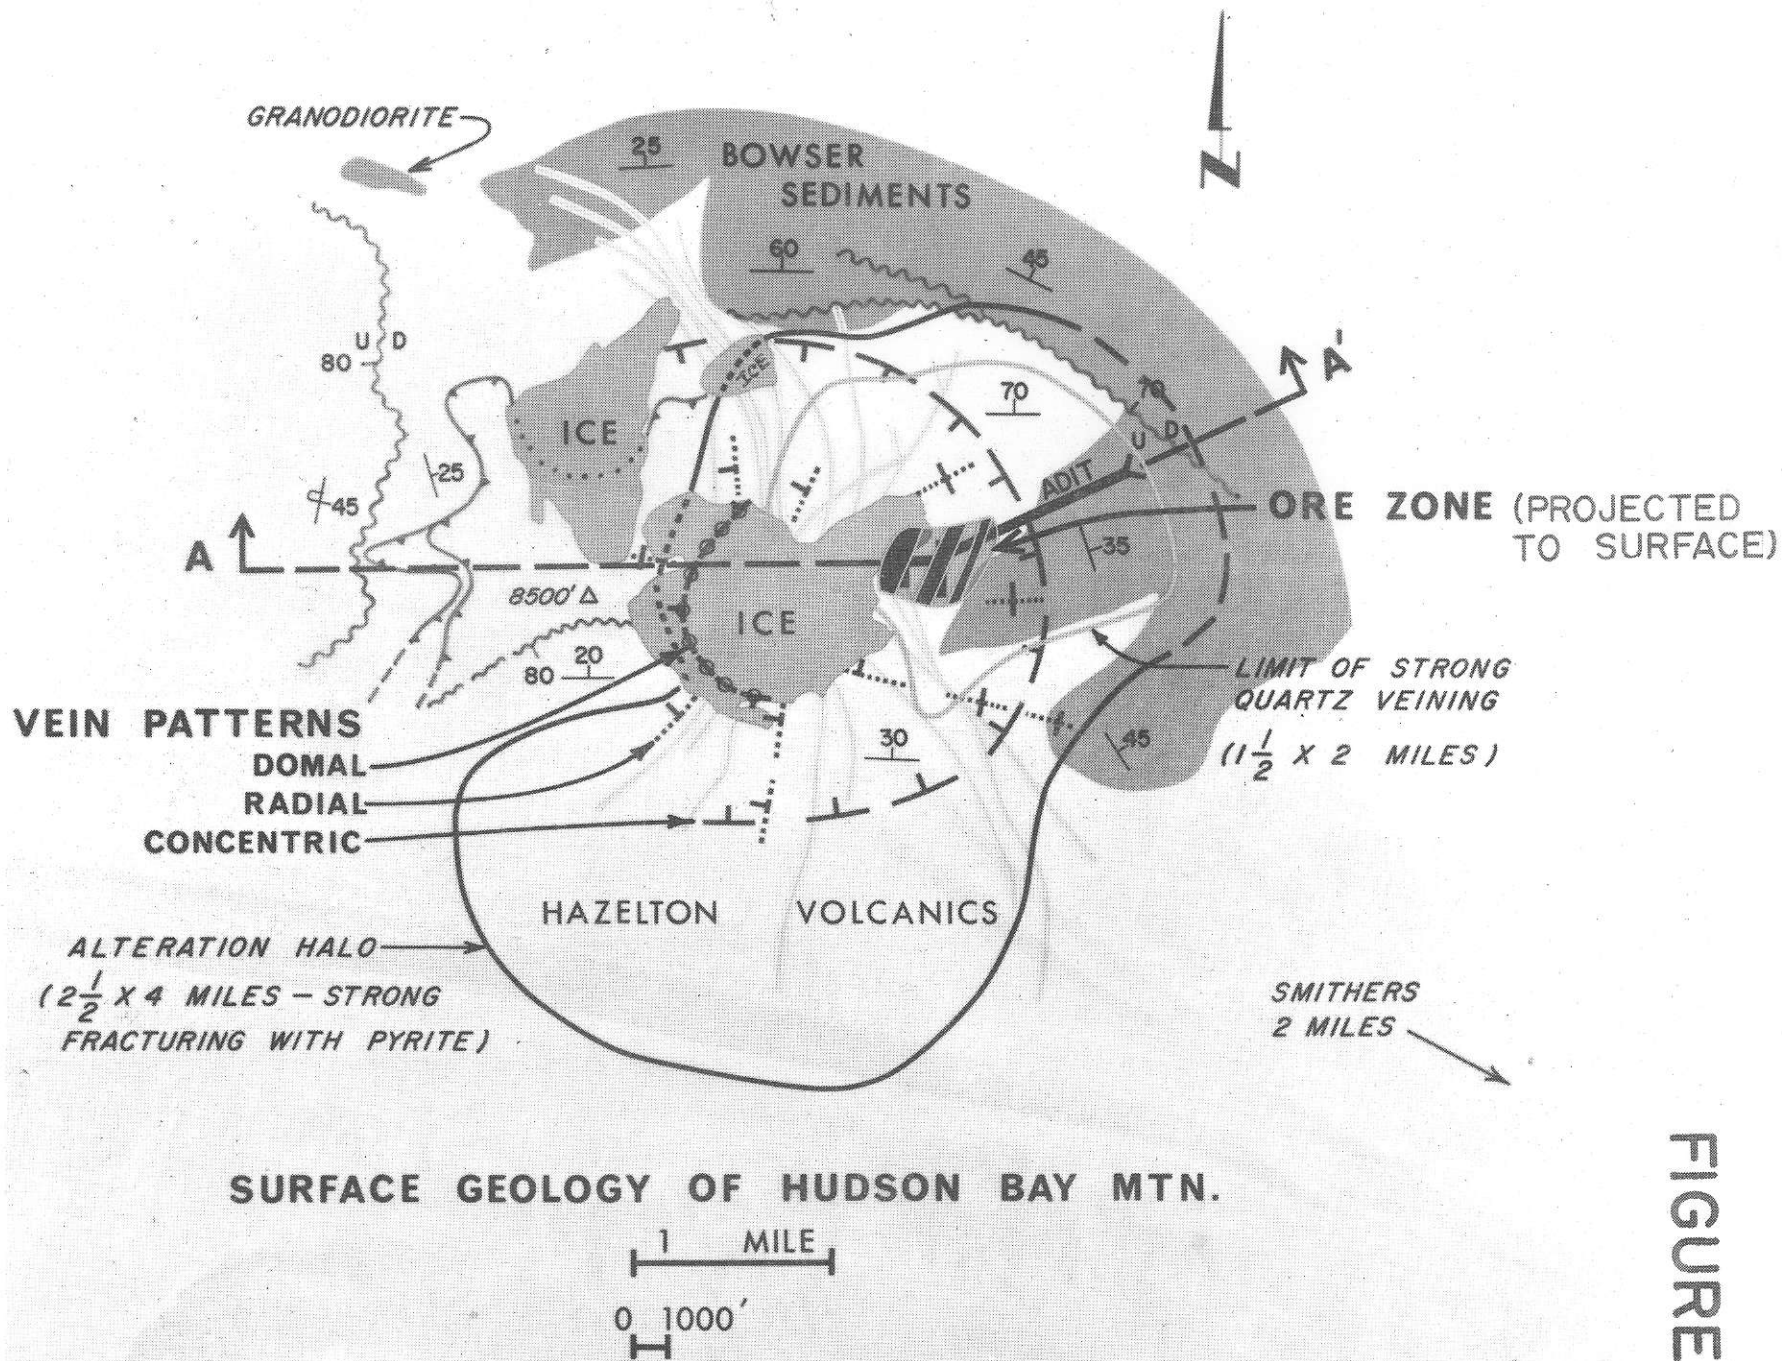 GRANODIORITE
N
25
BOWSER
SEDIMENTS
60
45
U D
80
ICE
A'
70
70
ICE
U D
25
45
ADIT
ORE ZONE (PROJECTED
TO SURFACE)
A
35
8500' Δ
ICE
80 20
LIMIT OF STRONG
QUARTZ VEINING
(1 1/2 X 2 MILES)
VEIN PATTERNS
DOMAL
RADIAL
CONCENTRIC
30
45
HAZELTON VOLCANICS
ALTERATION HALO
(2 1/2 X 4 MILES – STRONG
FRACTURING WITH PYRITE)
SMITHERS
2 MILES
SURFACE GEOLOGY OF HUDSON BAY MTN.
1 MILE
0 1000'
FIGURE